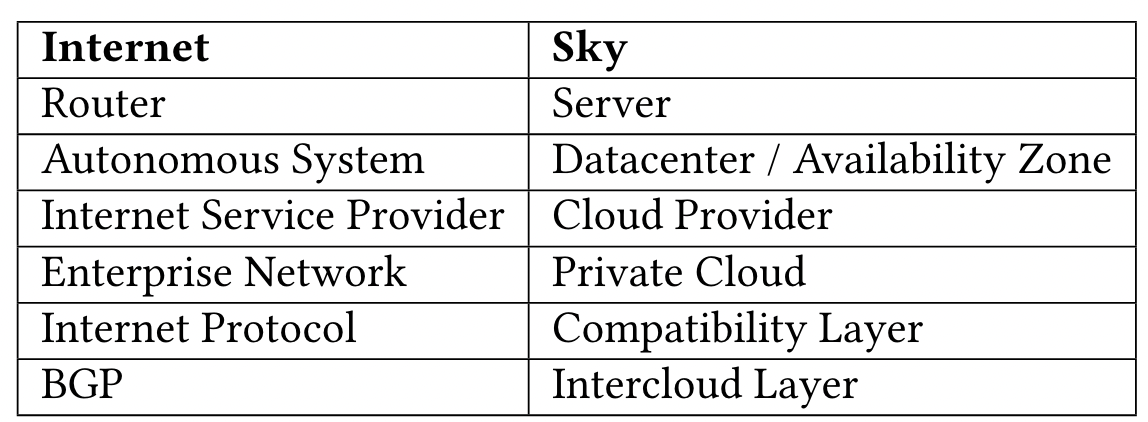 Internet Sky
Router Server
Autonomous System Datacenter / Availability Zone
Internet Service Provider Cloud Provider
Enterprise Network Private Cloud
Internet Protocol Compatibility Layer
BGP Intercloud Layer